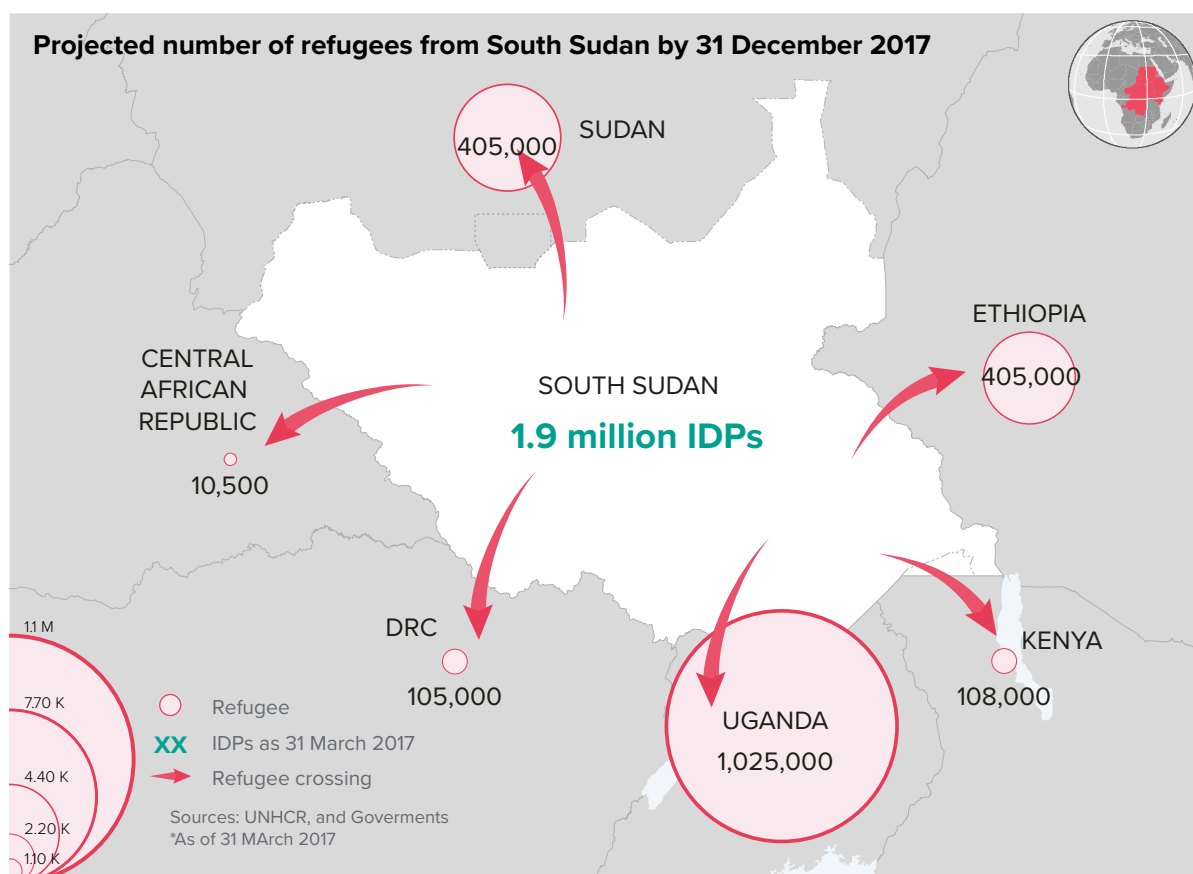 Projected number of refugees from South Sudan by 31 December 2017
405,000
SUDAN
ETHIOPIA
405,000
CENTRAL
AFRICAN
REPUBLIC
10,500
SOUTH SUDAN
1.9 million IDPs
DRC
105,000
UGANDA
1,025,000
KENYA
108,000
1.1 M
7.70 K
4.40 K
2.20 K
1.10 K
Refugee
XX IDPs as 31 March 2017
Refugee crossing
Sources: UNHCR, and Goverments
*As of 31 MArch 2017